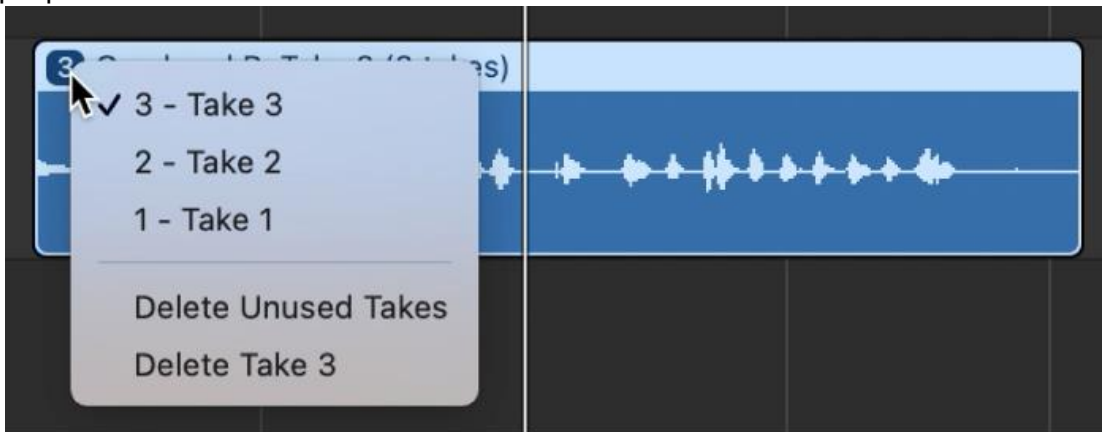 3
es)
✓ 3 - Take 3
2 - Take 2
1 - Take 1
Delete Unused Takes
Delete Take 3